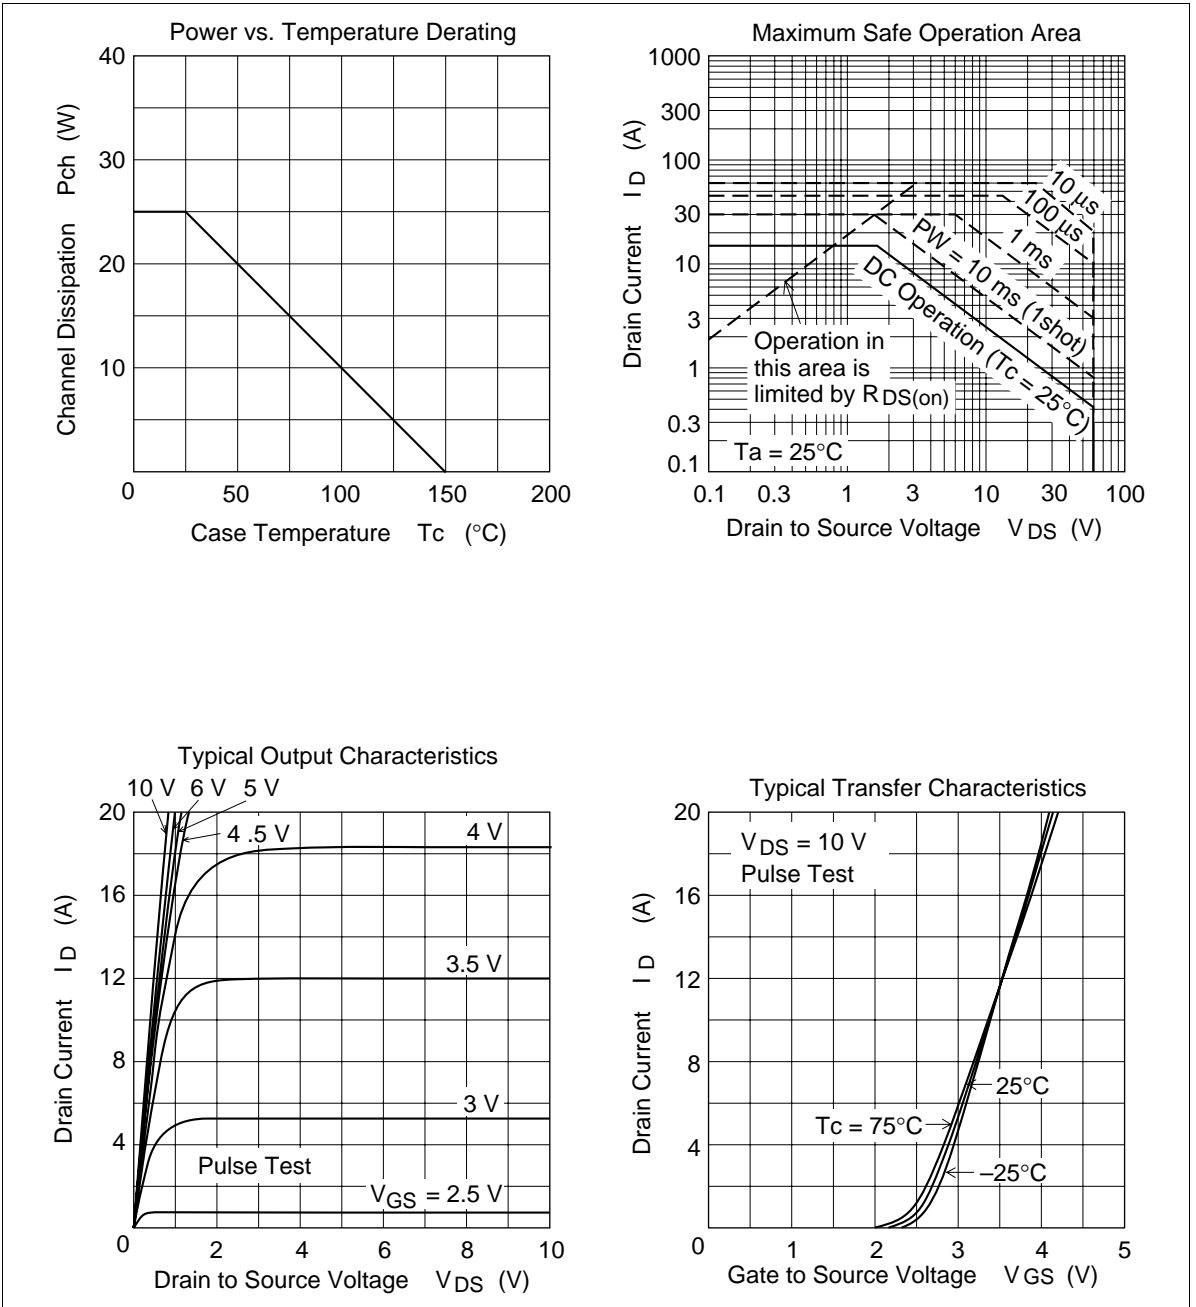 Power vs. Temperature Derating
40
30
20
10
0
50
100
150
200
Channel Dissipation Pch (W)
Case Temperature Tc (°C)
Maximum Safe Operation Area
1000
300
100
30
10
3
1
0.3
0.1
0.1
0.3
1
3
10
30
100
Drain Current I D (A)
10 µs
100 µs
1 ms
PW = 10 ms (1shot)
DC Operation (Tc = 25°C)
Operation in
this area is
limited by R DS(on)
Ta = 25°C
Drain to Source Voltage V DS (V)
Typical Output Characteristics
10 V
6 V
5 V
4 .5 V
4 V
3.5 V
3 V
Pulse Test
V GS = 2.5 V
20
16
12
8
4
0
2
4
6
8
10
Drain Current I D (A)
Drain to Source Voltage V DS (V)
Typical Transfer Characteristics
V DS = 10 V
Pulse Test
25°C
Tc = 75°C
–25°C
20
16
12
8
4
0
1
2
3
4
5
Drain Current I D (A)
Gate to Source Voltage V GS (V)